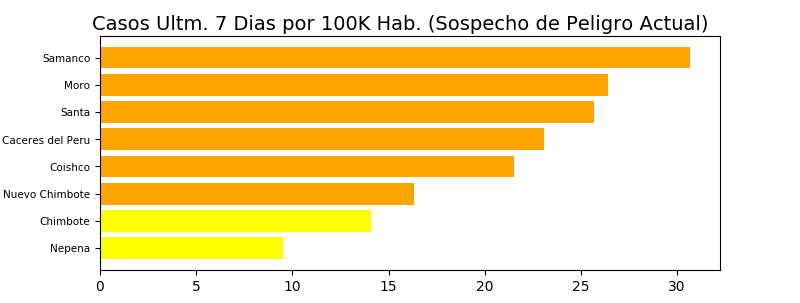 Casos Ultm. 7 Dias por 100K Hab. (Sospecho de Peligro Actual)
Samanco
Moro
Santa
Caceres del Peru
Coishco
Nuevo Chimbote
Chimbote
Nepena
0 5 10 15 20 25 30